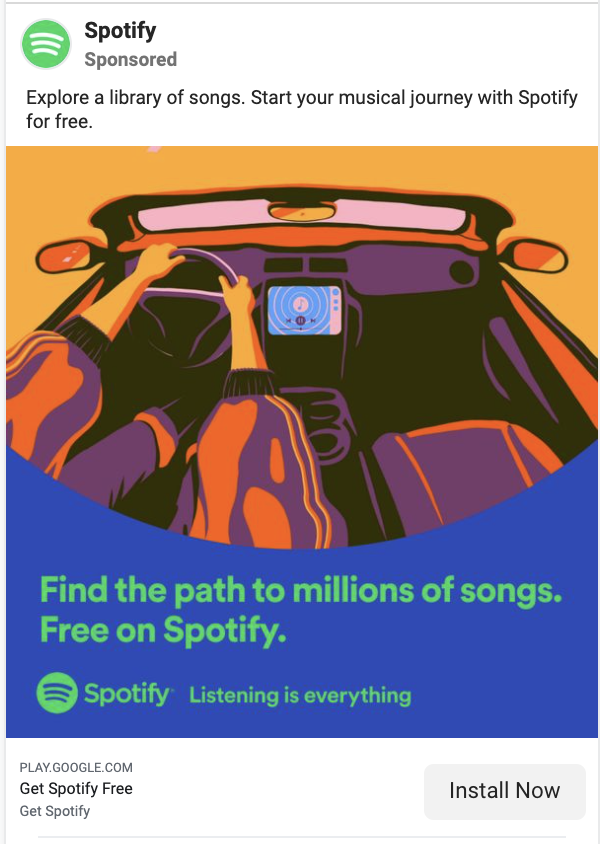 Spotify
Sponsored
Explore a library of songs. Start your musical journey with Spotify
for free.
Find the path to millions of songs.
Free on Spotify.
Spotify Listening is everything
PLAY.GOOGLE.COM
Get Spotify Free
Get Spotify
Install Now